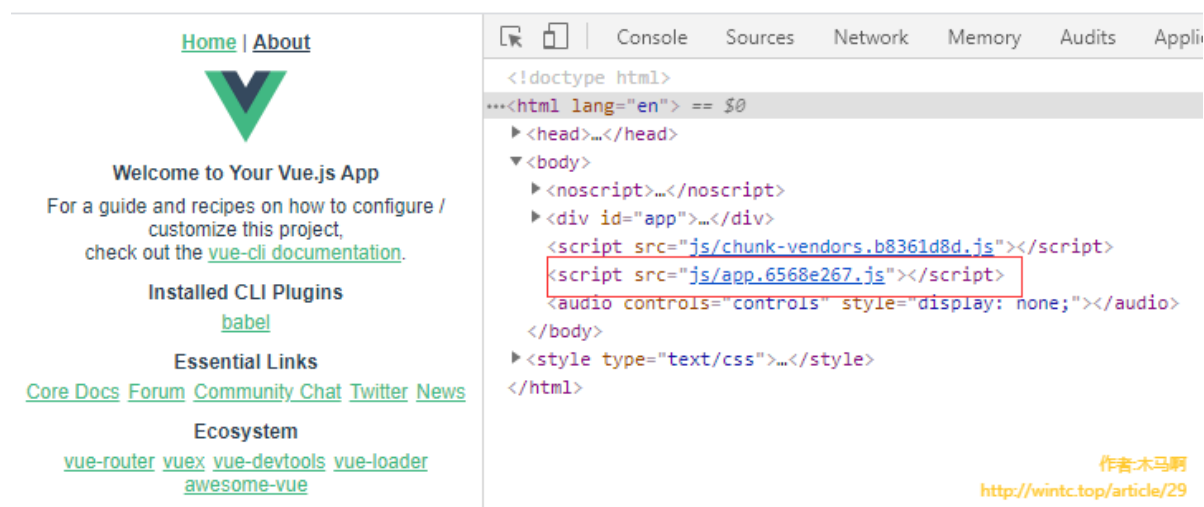 Home | About
Welcome to Your Vue.js App
For a guide and recipes on how to configure /
customize this project,
check out the vue-cli documentation.
Installed CLI Plugins
babel
Essential Links
Core Docs Forum Community Chat Twitter News
Ecosystem
vue-router vuex vue-devtools vue-loader
awesome-vue
Console Sources Network Memory Audits Appli
<!doctype html>
…<html lang="en"> == $0
<head>…</head>
<body>
<noscript>…</noscript>
<div id="app">…</div>
<script src="js/chunk-vendors.b8361d8d.js"></script>
<script src="js/app.6568e267.js"></script>
<audio controls="controls" style="display: none;"></audio>
</body>
<style type="text/css">…</style>
</html>
作者:木马啊
http://wintc.top/article/29